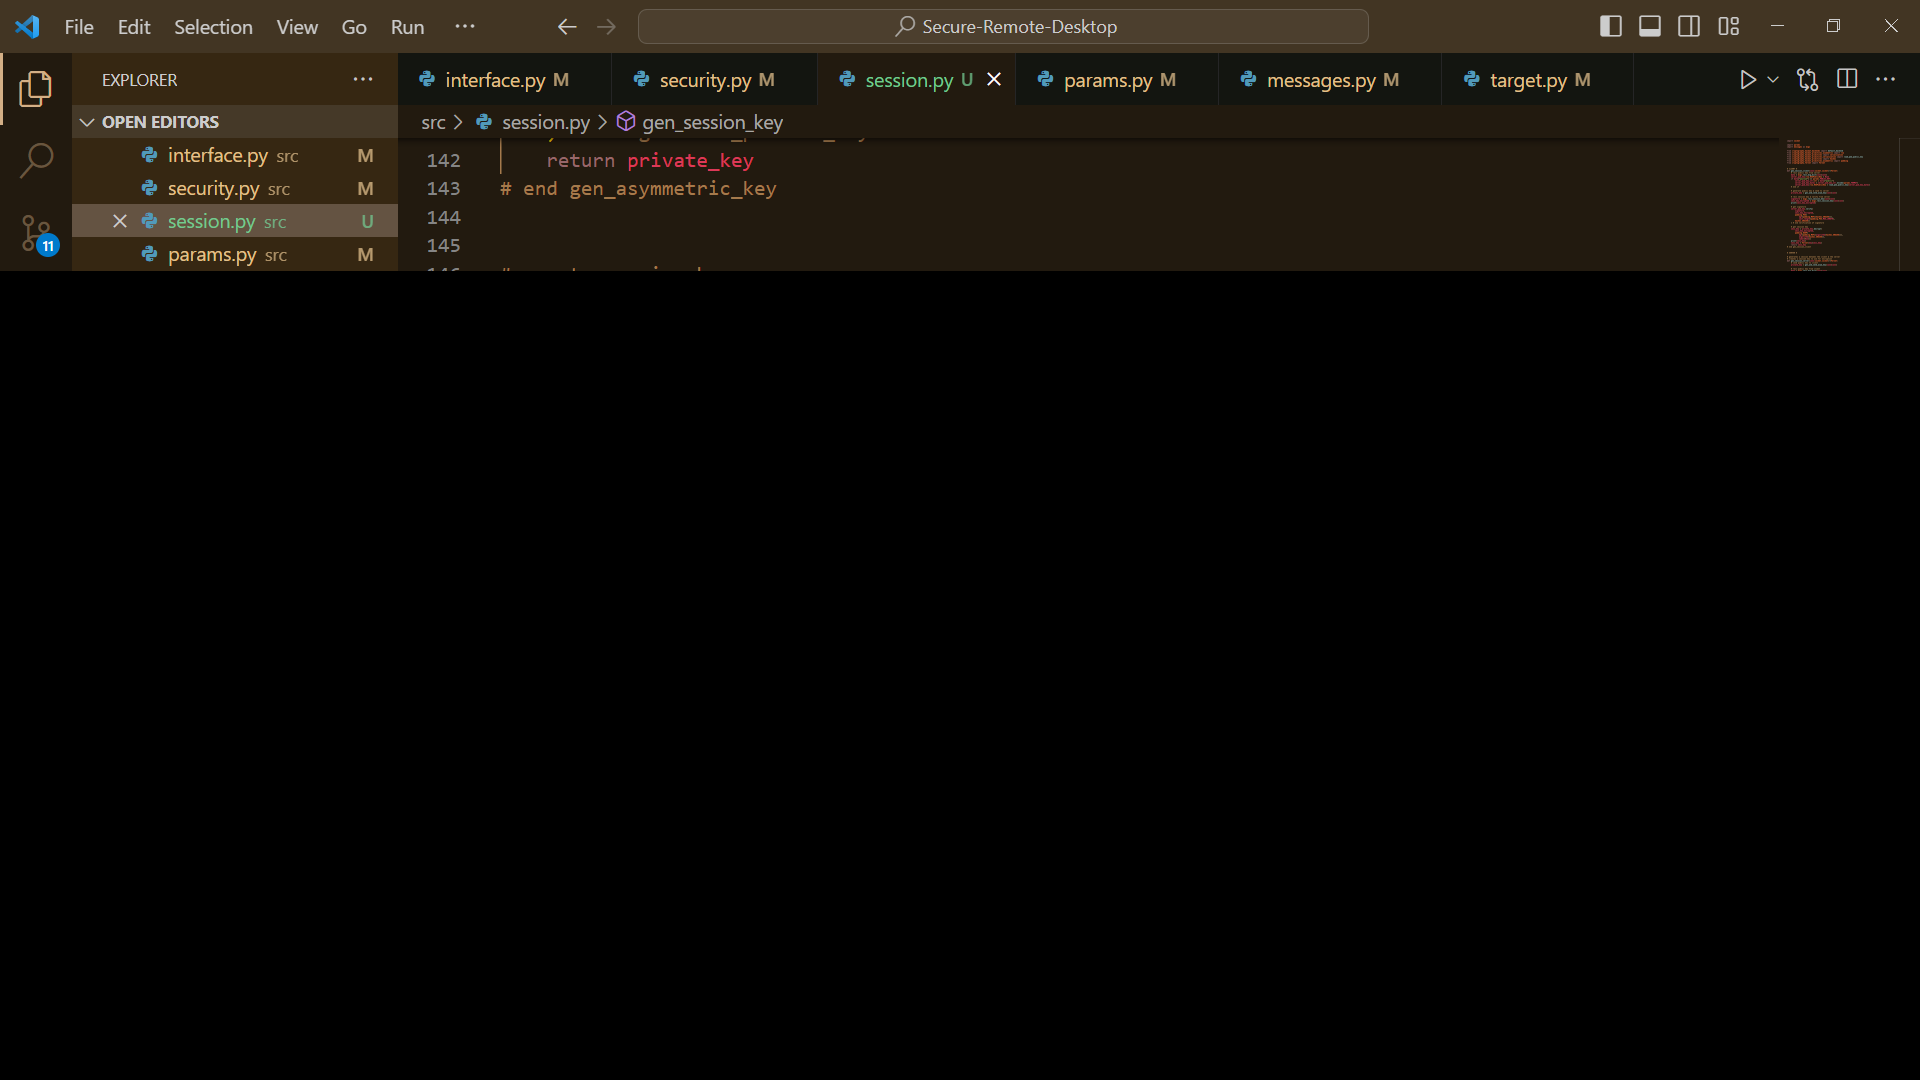 File Edit Selection View Go Run ··· Secure-Remote-Desktop
EXPLORER ···
interface.py M security.py M session.py U params.py M messages.py M target.py M
OPEN EDITORS
src > session.py > gen_session_key
interface.py src M
security.py src M
session.py src U
params.py src M
11
142 return private_key
143 # end gen_asymmetric_key
144
145